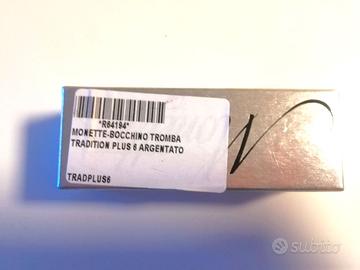 *R64194*
MONETTE-BOCCHINO TROMBA
TRADITION PLUS 6 ARGENTATO
TRADPLUS6
subito